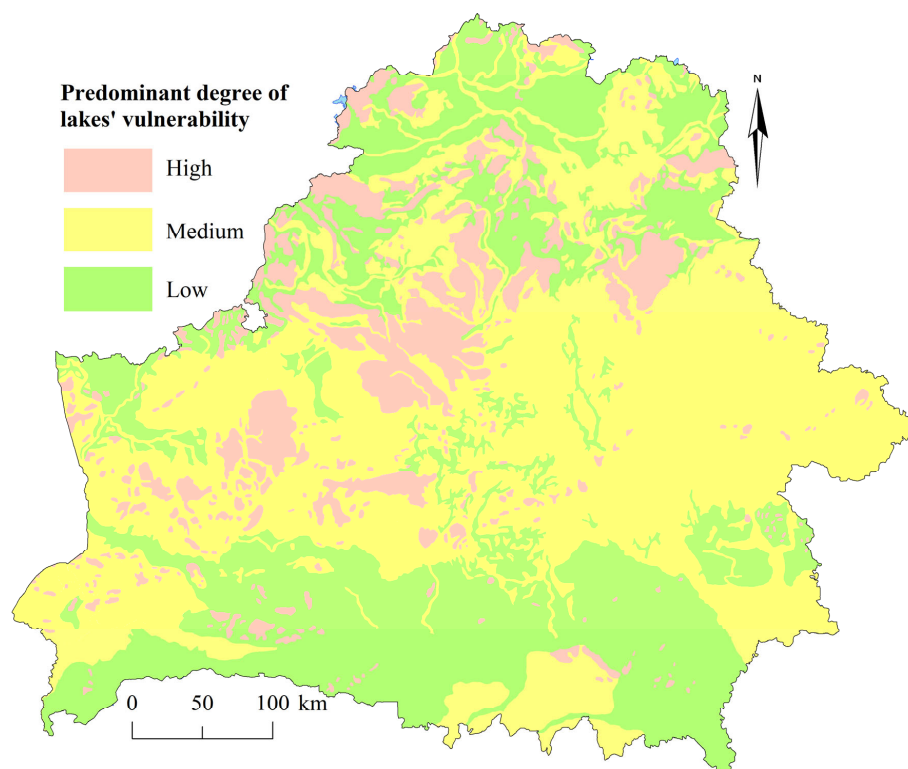 Predominant degree of
lakes' vulnerability
High
Medium
Low
N
0 50 100 km